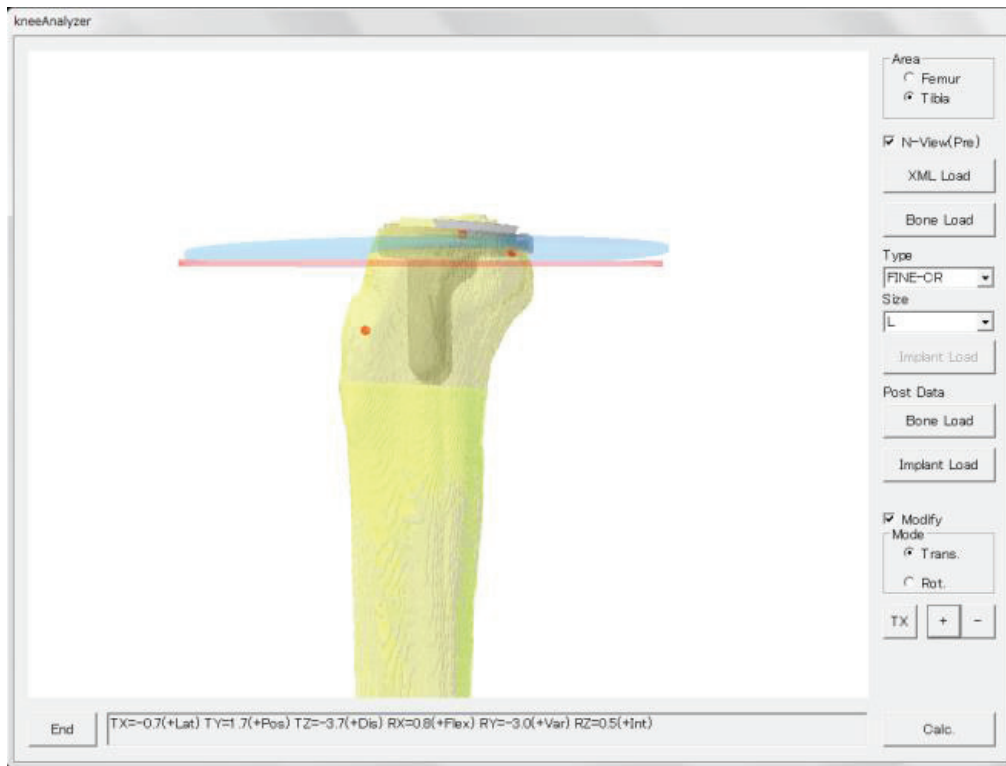 kneeAnalyzer
Area
Femur
Tibia
N-View(Pre)
XML Load
Bone Load
Type
FINE-CR
Size
L
Implant Load
Post Data
Bone Load
Implant Load
Modify
Mode
Trans.
Rot.
TX + -
End TX=-0.7(+Lat) TY=1.7(+Pos) TZ=-3.7(+Dis) RX=0.8(+Flex) RY=-3.0(+Var) RZ=0.5(+Int) Calc.